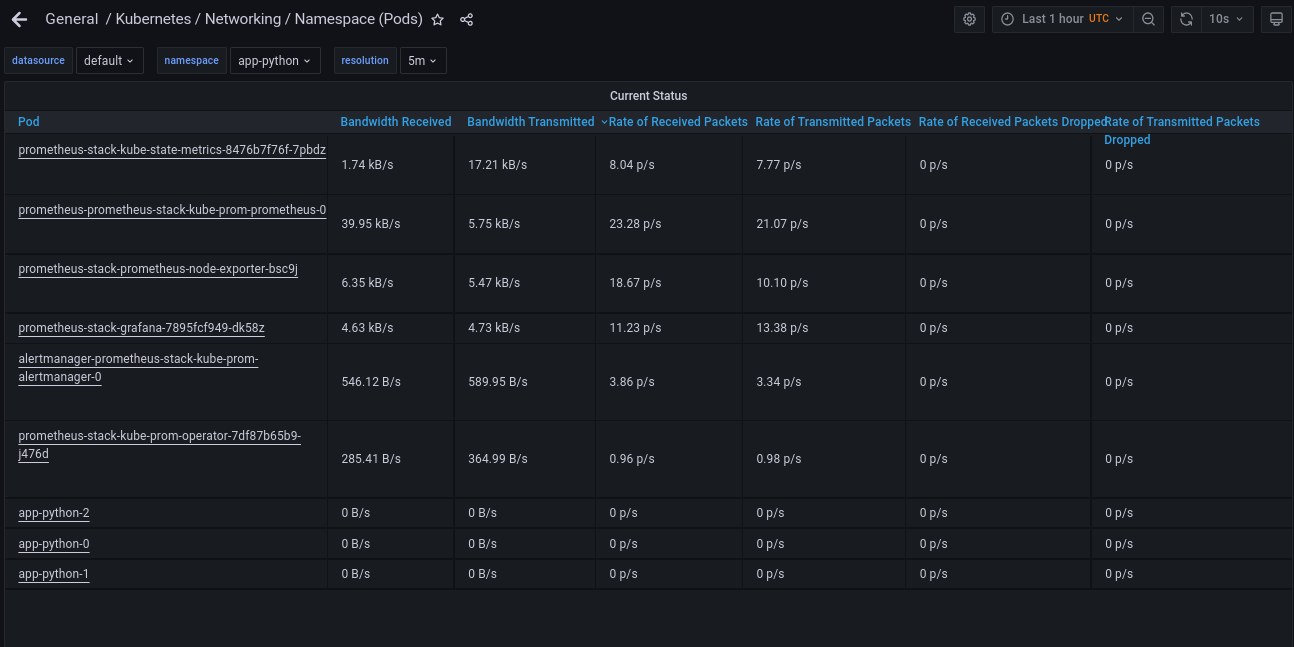 General / Kubernetes / Networking / Namespace (Pods)
Last 1 hour UTC
10s
datasource default namespace app-python resolution 5m
Current Status
Pod Bandwidth Received Bandwidth Transmitted Rate of Received Packets Rate of Transmitted Packets Rate of Received Packets Dropped Rate of Transmitted Packets
Dropped
prometheus-stack-kube-state-metrics-8476b7f76f-7pbdz
1.74 kB/s 17.21 kB/s 8.04 p/s 7.77 p/s 0 p/s 0 p/s
prometheus-prometheus-stack-kube-prom-prometheus-0
39.95 kB/s 5.75 kB/s 23.28 p/s 21.07 p/s 0 p/s 0 p/s
prometheus-stack-prometheus-node-exporter-bsc9j
6.35 kB/s 5.47 kB/s 18.67 p/s 10.10 p/s 0 p/s 0 p/s
prometheus-stack-grafana-7895fcf949-dk58z 4.63 kB/s 4.73 kB/s 11.23 p/s 13.38 p/s 0 p/s 0 p/s
alertmanager-prometheus-stack-kube-prom-
alertmanager-0
546.12 B/s 589.95 B/s 3.86 p/s 3.34 p/s 0 p/s 0 p/s
prometheus-stack-kube-prom-operator-7df87b65b9-
j476d
285.41 B/s 364.99 B/s 0.96 p/s 0.98 p/s 0 p/s 0 p/s
app-python-2 0 B/s 0 B/s 0 p/s 0 p/s 0 p/s 0 p/s
app-python-0 0 B/s 0 B/s 0 p/s 0 p/s 0 p/s 0 p/s
app-python-1 0 B/s 0 B/s 0 p/s 0 p/s 0 p/s 0 p/s